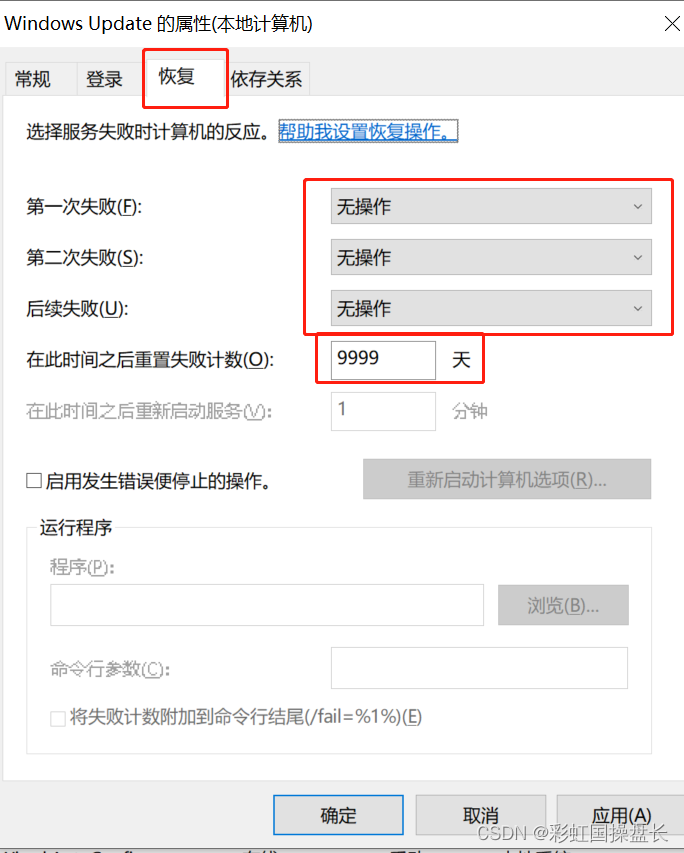 Windows Update 的属性(本地计算机)
常规 登录 恢复 依存关系
选择服务失败时计算机的反应。帮助我设置恢复操作。
第一次失败(F): 无操作
第二次失败(S): 无操作
后续失败(U): 无操作
在此时间之后重置失败计数(O): 9999 天
在此时间之后重新启动服务(V): 1 分钟
启用发生错误便停止的操作。 重新启动计算机选项(R)...
运行程序
程序(P):
浏览(B)...
命令行参数(C):
将失败计数附加到命令行结尾(/fail=%1%)(E)
确定 取消 应用(A)
CSDN @彩虹国操盘长